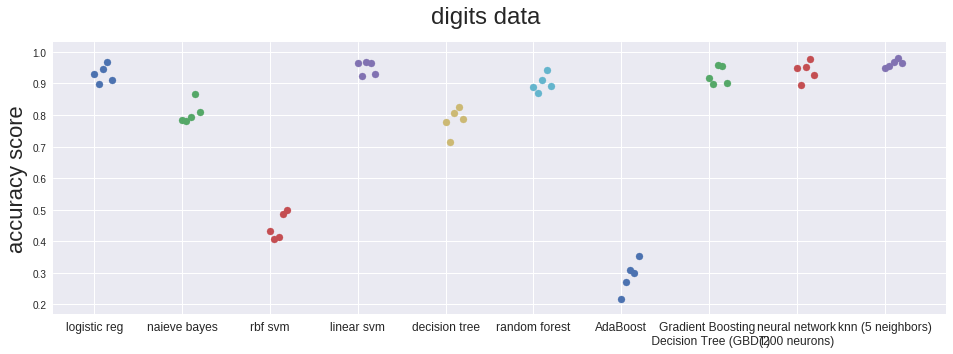 digits data
accuracy score
1.0
0.9
0.8
0.7
0.6
0.5
0.4
0.3
0.2
logistic reg
naieve bayes
rbf svm
linear svm
decision tree
random forest
AdaBoost
Gradient Boosting
Decision Tree (GBDT)
neural network
(200 neurons)
knn (5 neighbors)